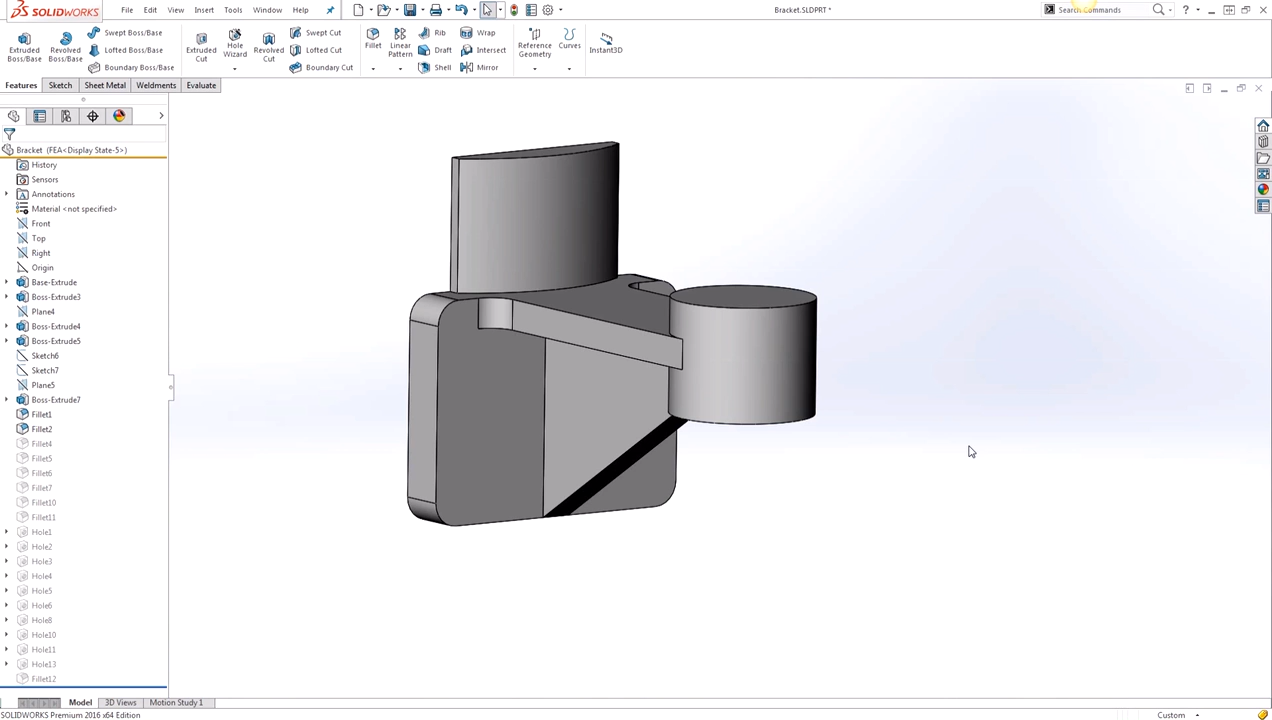 SOLIDWORKS File Edit View Insert Tools Window Help Bracket.SLDPRT * Search Commands
Extruded Boss/Base
Revolved Boss/Base
Swept Boss/Base
Lofted Boss/Base
Boundary Boss/Base
Extruded Cut
Hole Wizard
Revolved Cut
Swept Cut
Lofted Cut
Boundary Cut
Fillet
Linear Pattern
Rib
Draft
Shell
Wrap
Intersect
Mirror
Reference Geometry
Curves
Instant3D
Features Sketch Sheet Metal Weldments Evaluate
Bracket (FEA<Display State-5>)
History
Sensors
Annotations
Material <not specified>
Front
Top
Right
Origin
Base-Extrude
Boss-Extrude3
Plane4
Boss-Extrude4
Boss-Extrude5
Sketch6
Sketch7
Plane5
Boss-Extrude7
Fillet1
Fillet2
Fillet4
Fillet5
Fillet6
Fillet7
Fillet10
Fillet11
Hole1
Hole2
Hole3
Hole4
Hole5
Hole6
Hole8
Hole10
Hole11
Hole13
Fillet12
Model 3D Views Motion Study 1
SOLIDWORKS Premium 2016 x64 Edition Custom